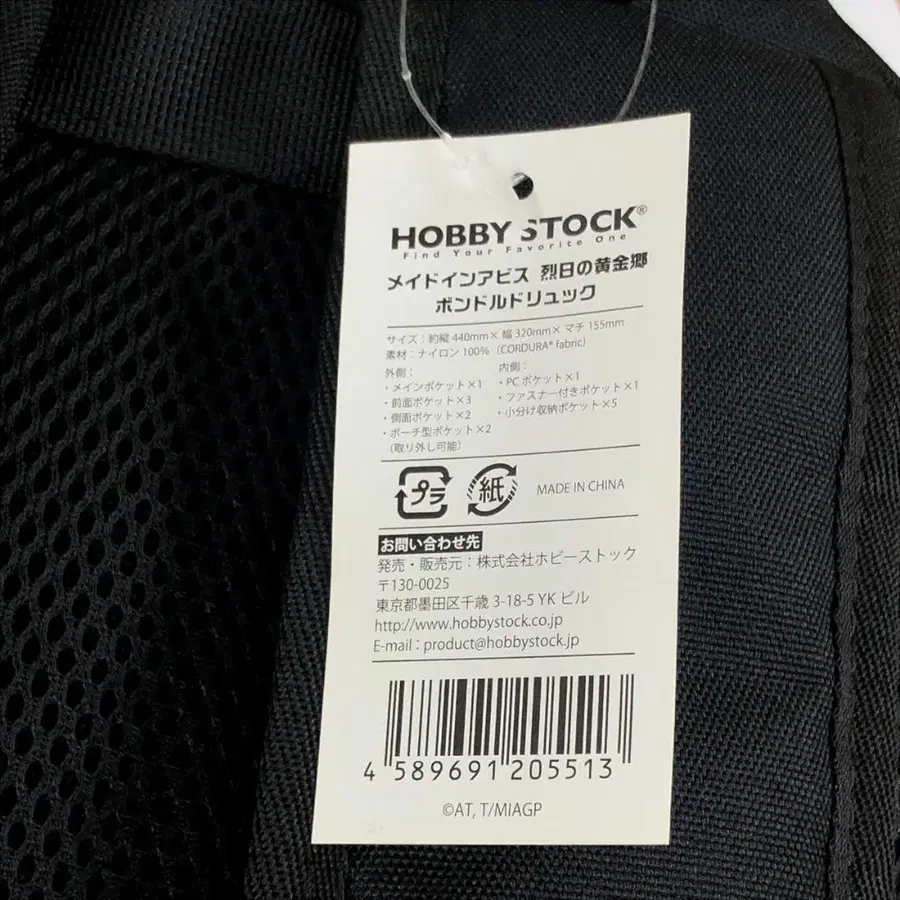 HOBBY STOCK®
Find Your Favorite One
メイドインアビス 烈日の黄金郷
ボンドルドリュック
サイズ：約縦 440mm× 幅 320mm× マチ 155mm
素材：ナイロン 100%（CORDURA® fabric）
外側：
・メインポケット×1
・前面ポケット×3
・側面ポケット×2
・ポーチ型ポケット×2
（取り外し可能）
内側：
・PC ポケット×1
・ファスナー付きポケット×1
・小分け収納ポケット×5
プラ 紙 MADE IN CHINA
お問い合わせ先
発売・販売元：株式会社ホビーストック
〒130-0025
東京都墨田区千歳 3-18-5 YK ビル
http://www.hobbystock.co.jp
E-mail：product@hobbystock.jp
4 589691 205513
©AT, T/MIAGP